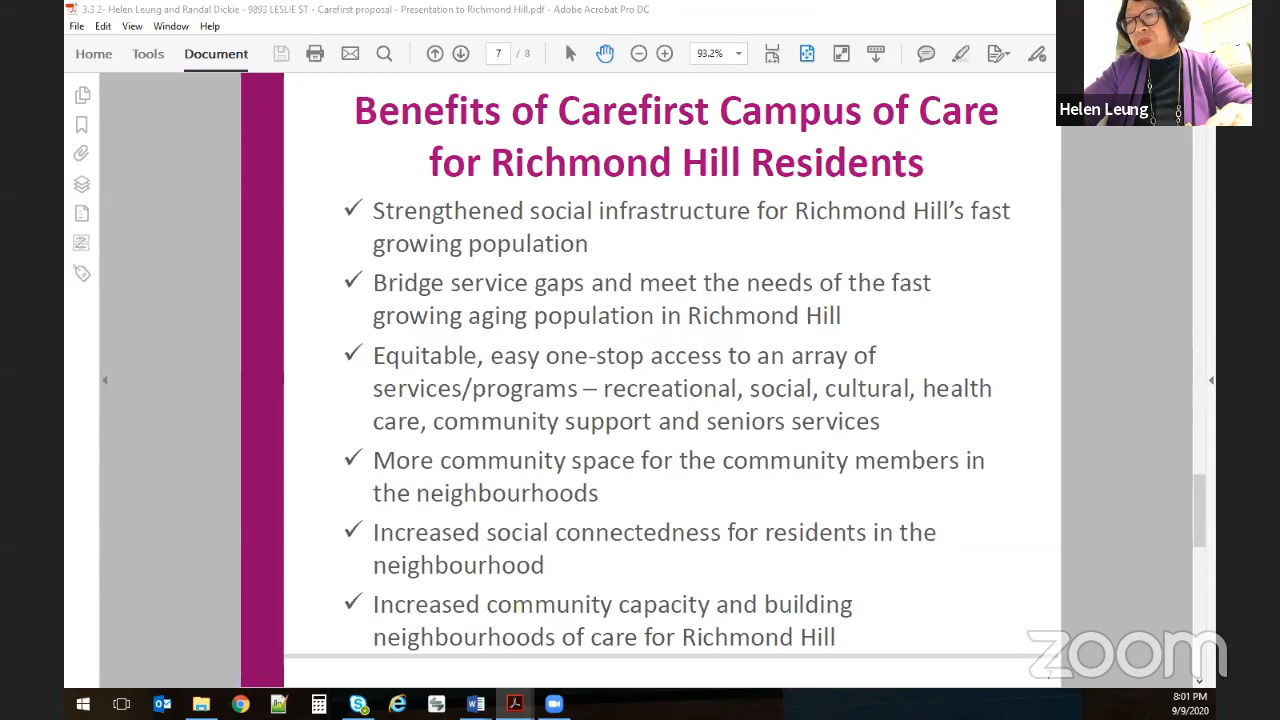 3.3 2- Helen Leung and Randal Dickie - 9893 LESLIE ST - Carefirst proposal - Presentation to Richmond Hill.pdf - Adobe Acrobat Pro DC
File Edit View Window Help
Home Tools Document 7 / 8 93.2%
Helen Leung
Benefits of Carefirst Campus of Care
for Richmond Hill Residents
✓ Strengthened social infrastructure for Richmond Hill’s fast
growing population
✓ Bridge service gaps and meet the needs of the fast
growing aging population in Richmond Hill
✓ Equitable, easy one-stop access to an array of
services/programs – recreational, social, cultural, health
care, community support and seniors services
✓ More community space for the community members in
the neighbourhoods
✓ Increased social connectedness for residents in the
neighbourhood
✓ Increased community capacity and building
neighbourhoods of care for Richmond Hill
zoom
8:01 PM
9/9/2020